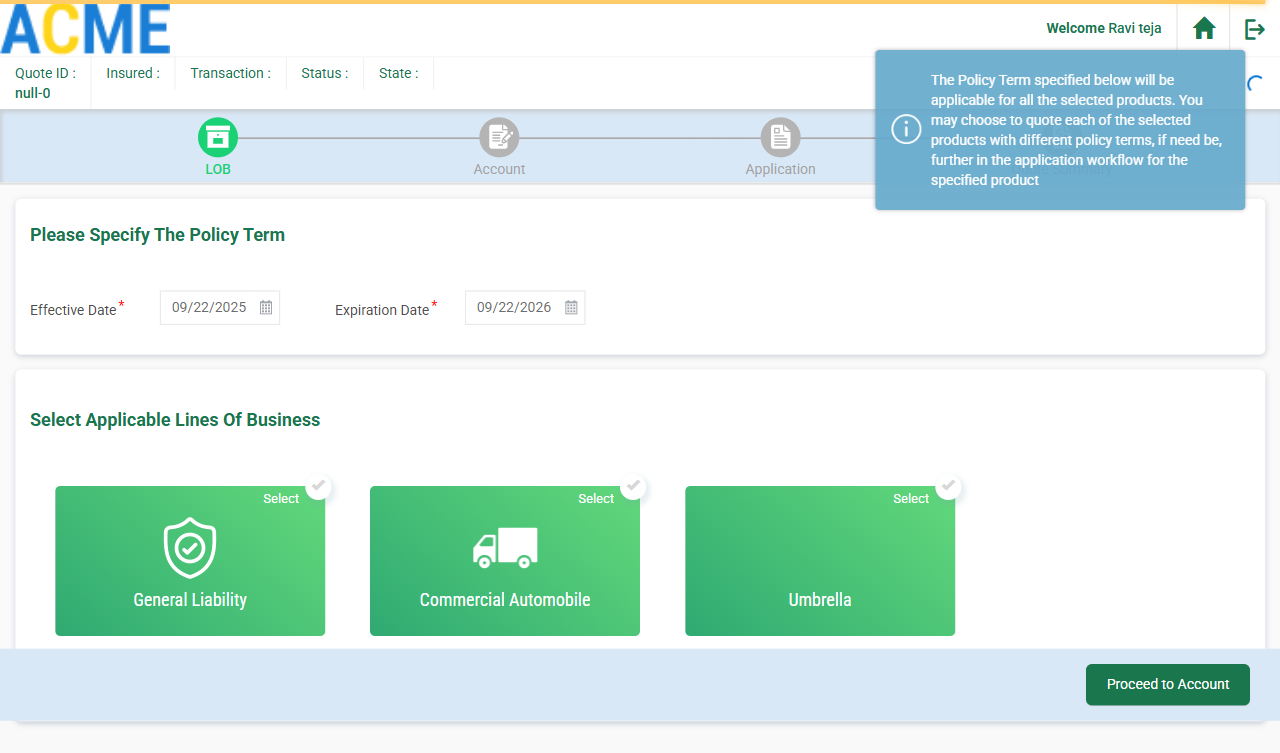 ACME
Welcome Ravi teja
Quote ID :
null-0
Insured :
Transaction :
Status :
State :
The Policy Term specified below will be
applicable for all the selected products. You
may choose to quote each of the selected
products with different policy terms, if need be,
further in the application workflow for the
specified product
LOB
Account
Application
Summary
Please Specify The Policy Term
Effective Date*
09/22/2025
Expiration Date*
09/22/2026
Select Applicable Lines Of Business
Select
General Liability
Select
Commercial Automobile
Select
Umbrella
Proceed to Account